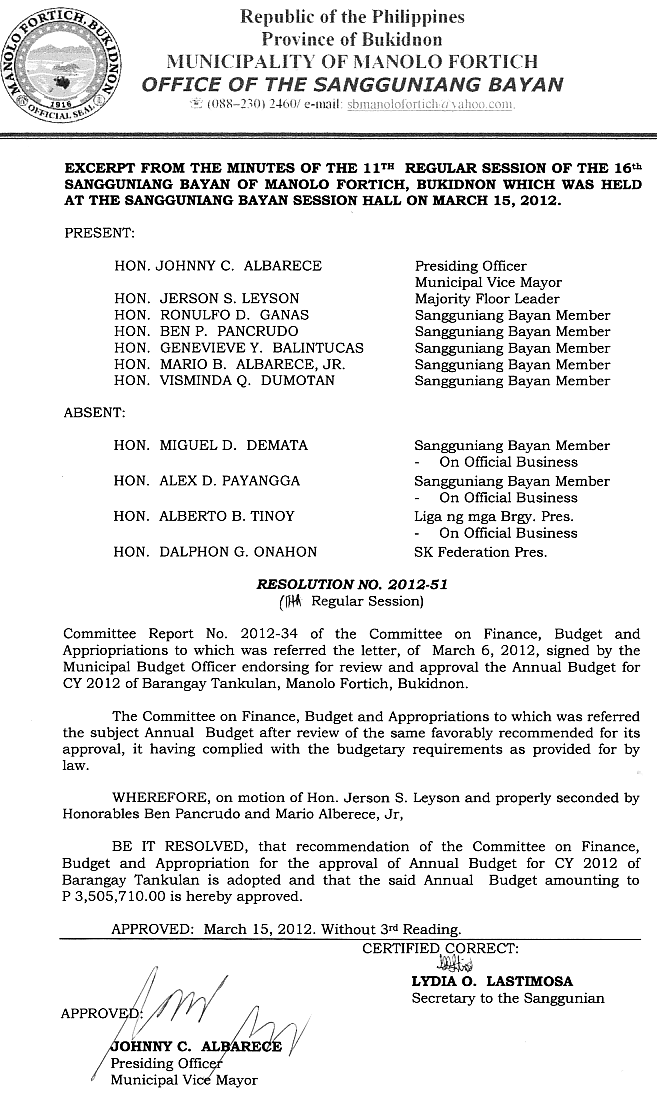 MANOLO FORTICH, BUKIDNON
1916
OFFICIAL SEAL
Republic of the Philippines
Province of Bukidnon
MUNICIPALITY OF MANOLO FORTICH
OFFICE OF THE SANGGUNIANG BAYAN
☏ (088–230) 2460/ e-mail: sbmanolofortich@yahoo.com.
EXCERPT FROM THE MINUTES OF THE 11TH REGULAR SESSION OF THE 16th
SANGGUNIANG BAYAN OF MANOLO FORTICH, BUKIDNON WHICH WAS HELD
AT THE SANGGUNIANG BAYAN SESSION HALL ON MARCH 15, 2012.
PRESENT:
HON. JOHNNY C. ALBARECE Presiding Officer
Municipal Vice Mayor
HON. JERSON S. LEYSON Majority Floor Leader
HON. RONULFO D. GANAS Sangguniang Bayan Member
HON. BEN P. PANCRUDO Sangguniang Bayan Member
HON. GENEVIEVE Y. BALINTUCAS Sangguniang Bayan Member
HON. MARIO B. ALBARECE, JR. Sangguniang Bayan Member
HON. VISMINDA Q. DUMOTAN Sangguniang Bayan Member
ABSENT:
HON. MIGUEL D. DEMATA Sangguniang Bayan Member
- On Official Business
HON. ALEX D. PAYANGGA Sangguniang Bayan Member
- On Official Business
HON. ALBERTO B. TINOY Liga ng mga Brgy. Pres.
- On Official Business
HON. DALPHON G. ONAHON SK Federation Pres.
RESOLUTION NO. 2012-51
( Regular Session)
Committee Report No. 2012-34 of the Committee on Finance, Budget and
Appriopriations to which was referred the letter, of March 6, 2012, signed by the
Municipal Budget Officer endorsing for review and approval the Annual Budget for
CY 2012 of Barangay Tankulan, Manolo Fortich, Bukidnon.
The Committee on Finance, Budget and Appropriations to which was referred
the subject Annual Budget after review of the same favorably recommended for its
approval, it having complied with the budgetary requirements as provided for by
law.
WHEREFORE, on motion of Hon. Jerson S. Leyson and properly seconded by
Honorables Ben Pancrudo and Mario Alberece, Jr,
BE IT RESOLVED, that recommendation of the Committee on Finance,
Budget and Appropriation for the approval of Annual Budget for CY 2012 of
Barangay Tankulan is adopted and that the said Annual Budget amounting to
P 3,505,710.00 is hereby approved.
APPROVED: March 15, 2012. Without 3rd Reading.
CERTIFIED CORRECT:
LYDIA O. LASTIMOSA
Secretary to the Sanggunian
APPROVED:
JOHNNY C. ALBARECE
Presiding Officer
Municipal Vice Mayor